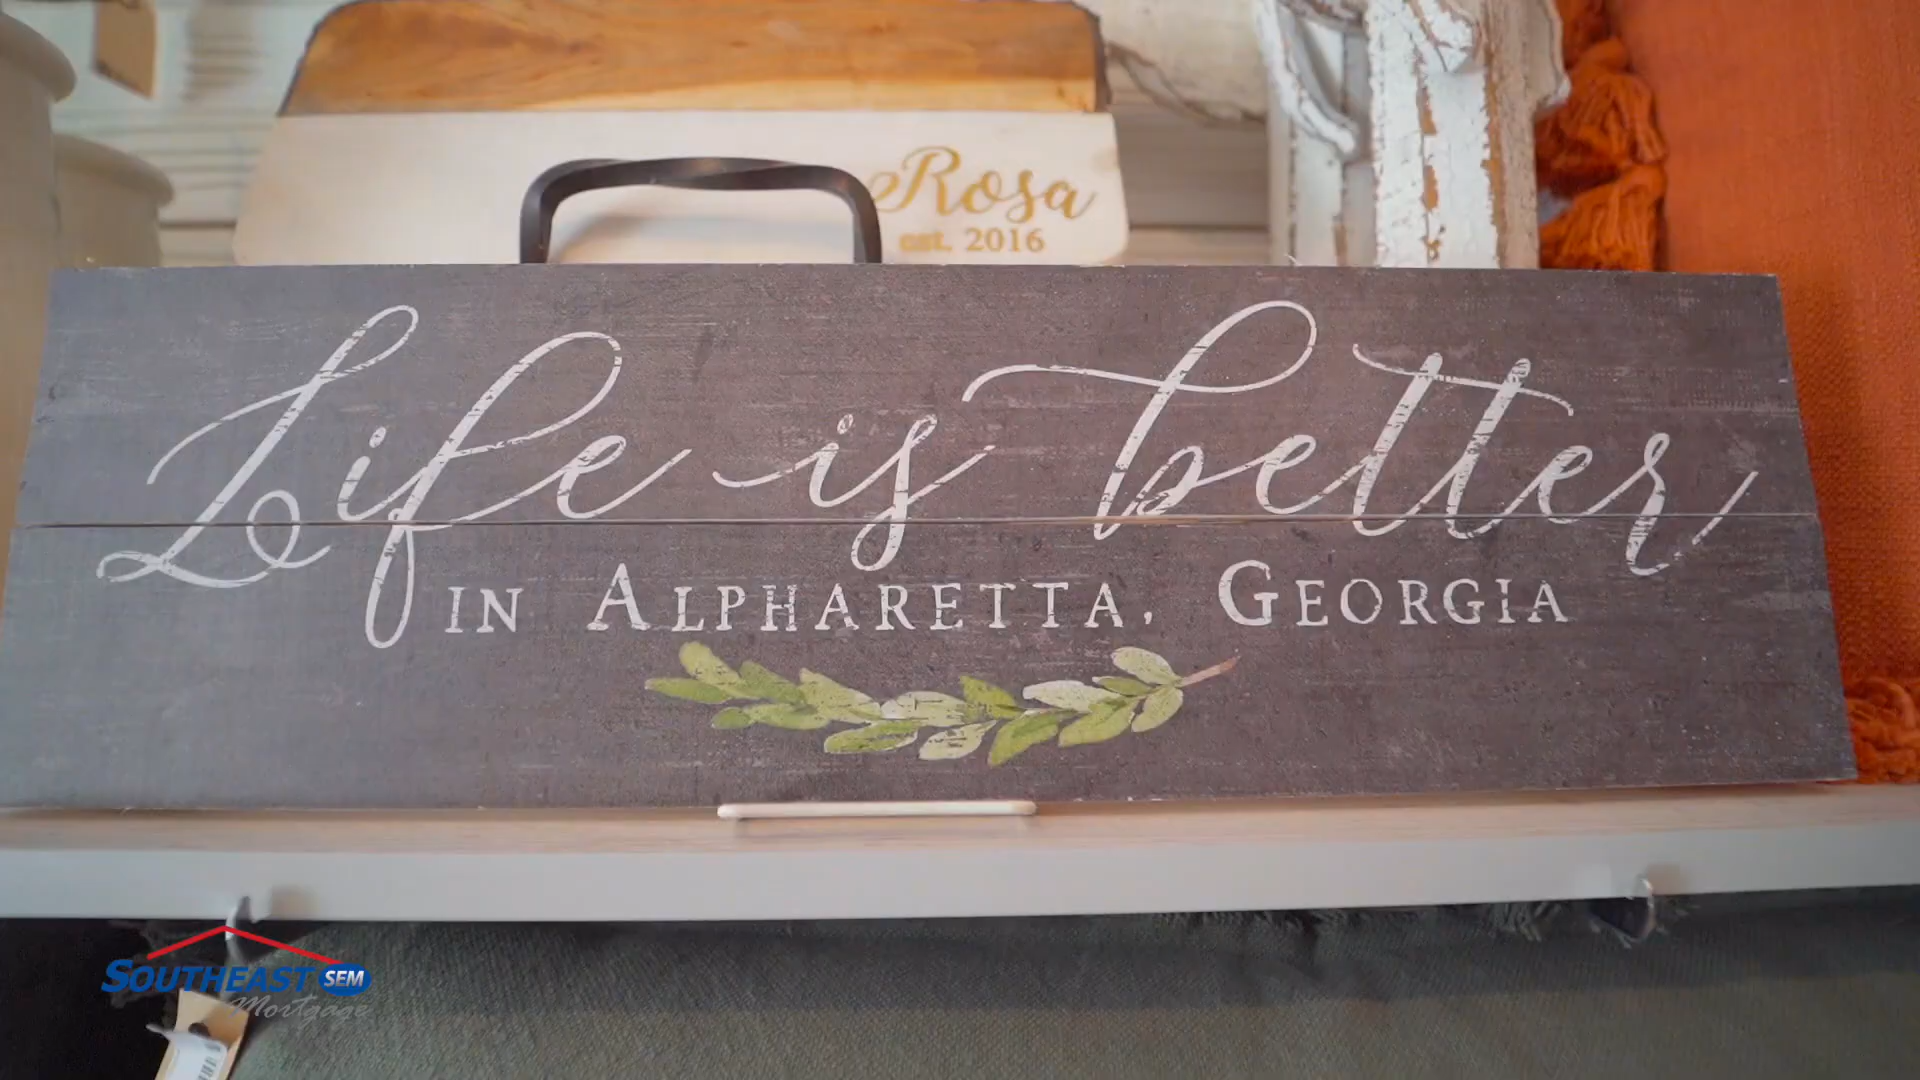 Rosa
est. 2016
Life is better
IN ALPHARETTA, GEORGIA
SOUTHEAST SEM
Mortgage